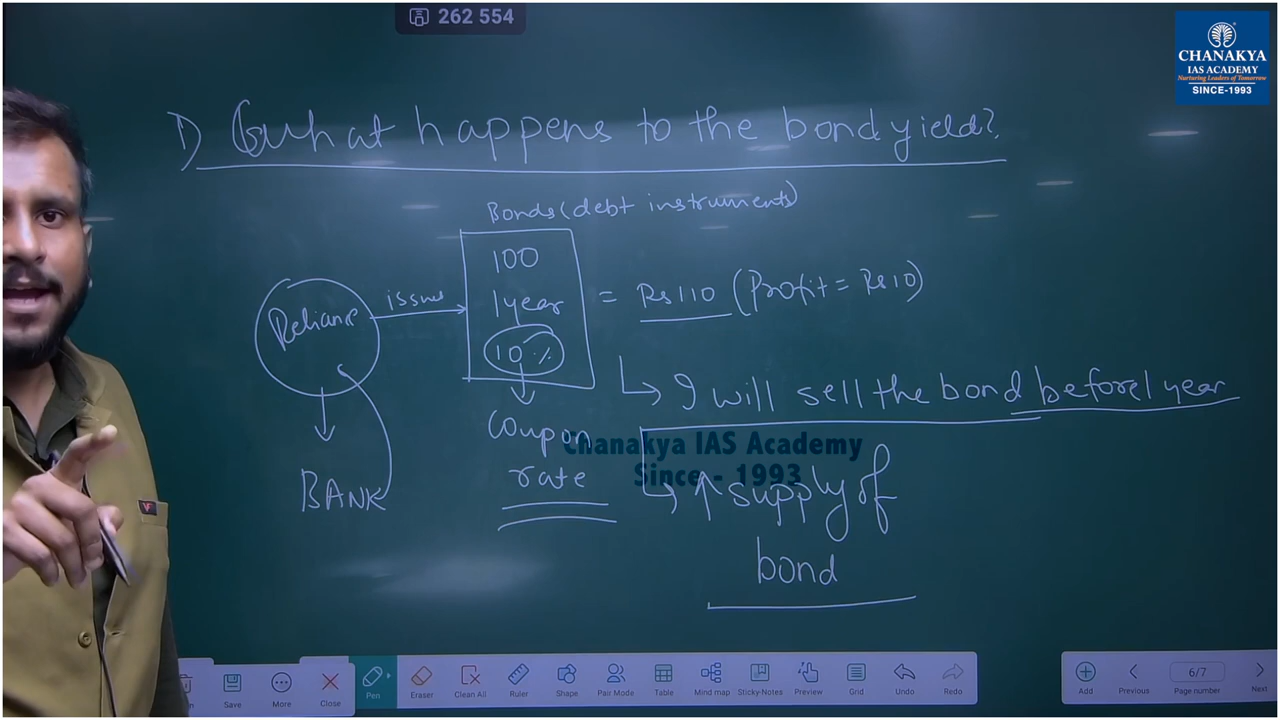 262 554
CHANAKYA
IAS ACADEMY
Nurturing Leaders of Tomorrow
SINCE-1993
1) What happens to the bond yield?
Bonds (debt instruments)
Reliance
issues
100
1 year
10%
= Rs 110 (Profit = Rs 10)
↳ I will sell the bond before 1 year
Coupon
rate
BANK
↳ ↑ supply of
bond
Chanakya IAS Academy
Since - 1993
Save
More
Close
Pen
Eraser
Clean All
Ruler
Shape
Pair Mode
Table
Mind map
Sticky-Notes
Preview
Grid
Undo
Redo
Add
Previous
6/7
Page number
Next